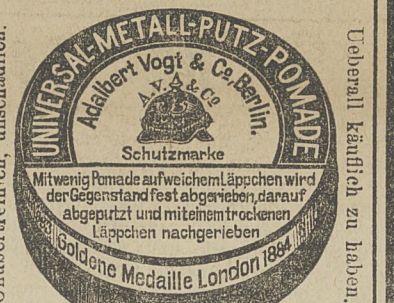 UNIVERSAL-METALL-PUTZ-POMADE
Adalbert Vogt & Co, Berlin.
A.V. & Co
Schutzmarke
Mit wenig Pomade auf weichem Läppchen wird
der Gegenstand fest abgerieben, darauf
abgeputzt und mit einem trockenen
Läppchen nachgerieben
Goldene Medaille London 1884
Ueberall käuflich zu haben